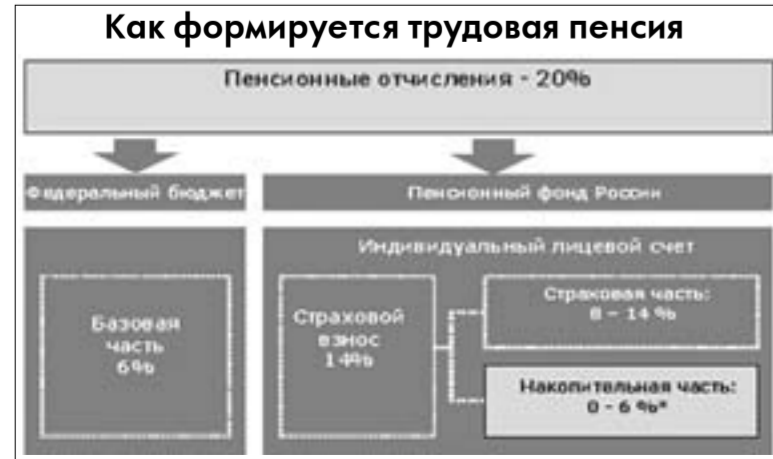 Как формируется трудовая пенсия
Пенсионные отчисления - 20%
Федеральный бюджет
Пенсионный фонд России
Индивидуальный лицевой счет
Базовая
часть
6%
Страховой
взнос
14%
Страховая часть:
8 – 14 %
Накопительная часть:
0 - 6 %*